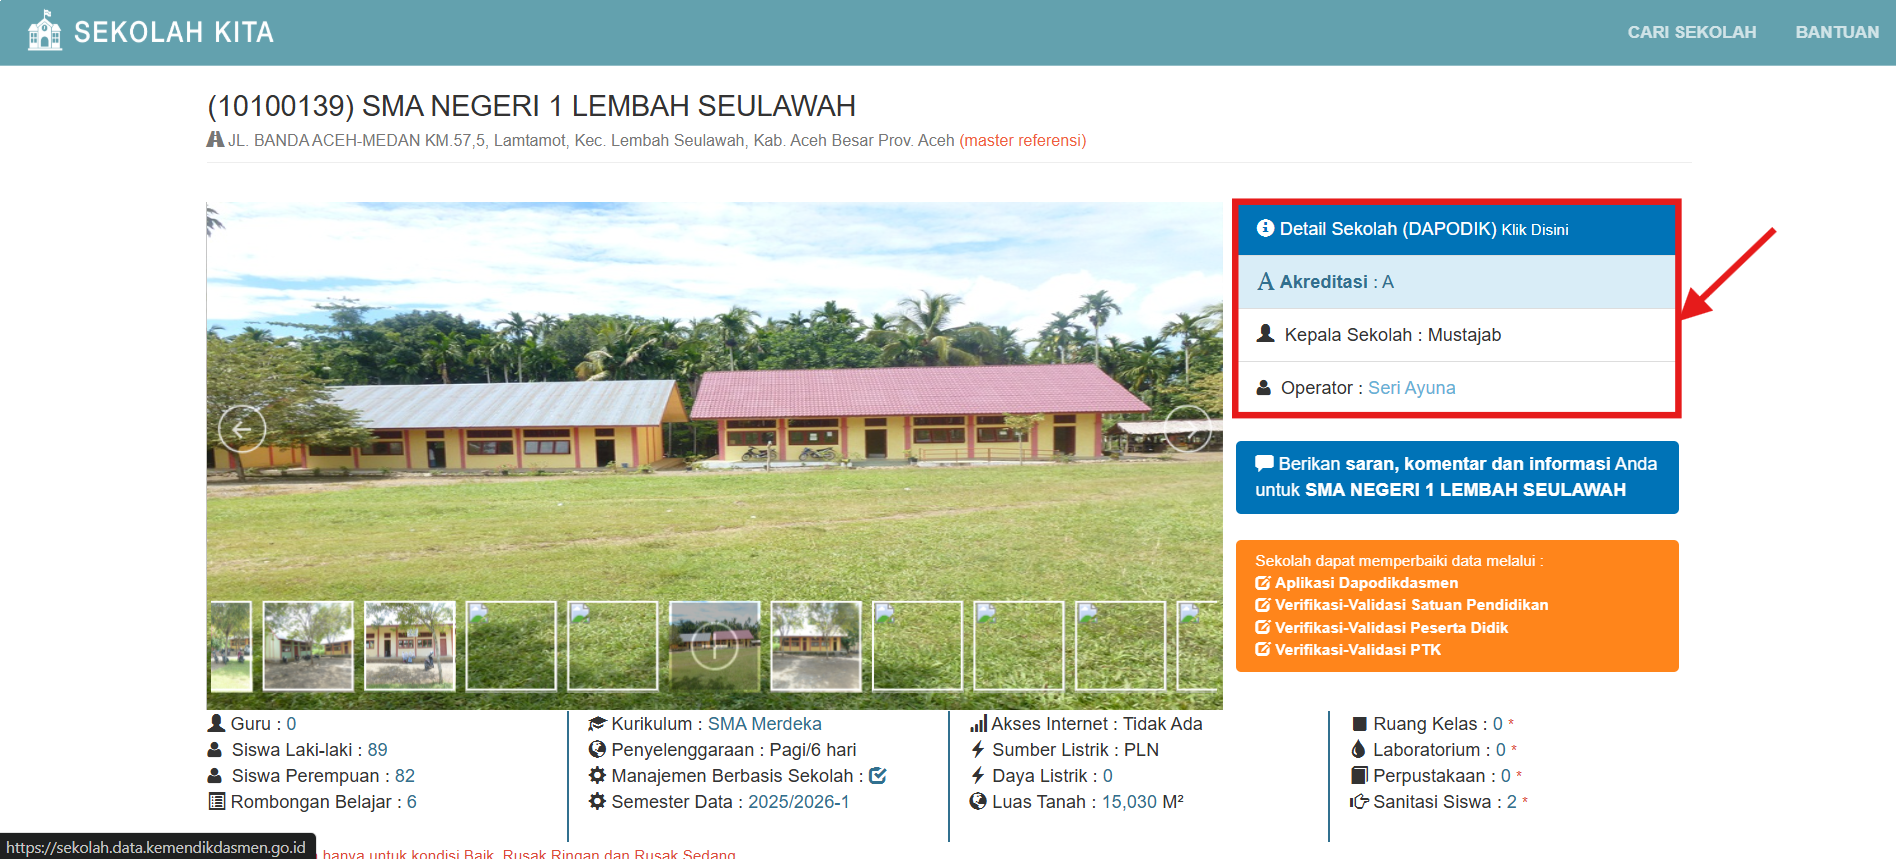 SEKOLAH KITA
CARI SEKOLAH
BANTUAN
(10100139) SMA NEGERI 1 LEMBAH SEULAWAH
JL. BANDA ACEH-MEDAN KM.57,5, Lamtamot, Kec. Lembah Seulawah, Kab. Aceh Besar Prov. Aceh (master referensi)
Detail Sekolah (DAPODIK) Klik Disini
A Akreditasi : A
Kepala Sekolah : Mustajab
Operator : Seri Ayuna
Berikan saran, komentar dan informasi Anda
untuk SMA NEGERI 1 LEMBAH SEULAWAH
Sekolah dapat memperbaiki data melalui :
Aplikasi Dapodikdasmen
Verifikasi-Validasi Satuan Pendidikan
Verifikasi-Validasi Peserta Didik
Verifikasi-Validasi PTK
Guru : 0
Siswa Laki-laki : 89
Siswa Perempuan : 82
Rombongan Belajar : 6
Kurikulum : SMA Merdeka
Penyelenggaraan : Pagi/6 hari
Manajemen Berbasis Sekolah :
Semester Data : 2025/2026-1
Akses Internet : Tidak Ada
Sumber Listrik : PLN
Daya Listrik : 0
Luas Tanah : 15,030 M²
Ruang Kelas : 0 *
Laboratorium : 0 *
Perpustakaan : 0 *
Sanitasi Siswa : 2 *
https://sekolah.data.kemendikdasmen.go.id
hanya untuk kondisi Baik, Rusak Ringan dan Rusak Sedang